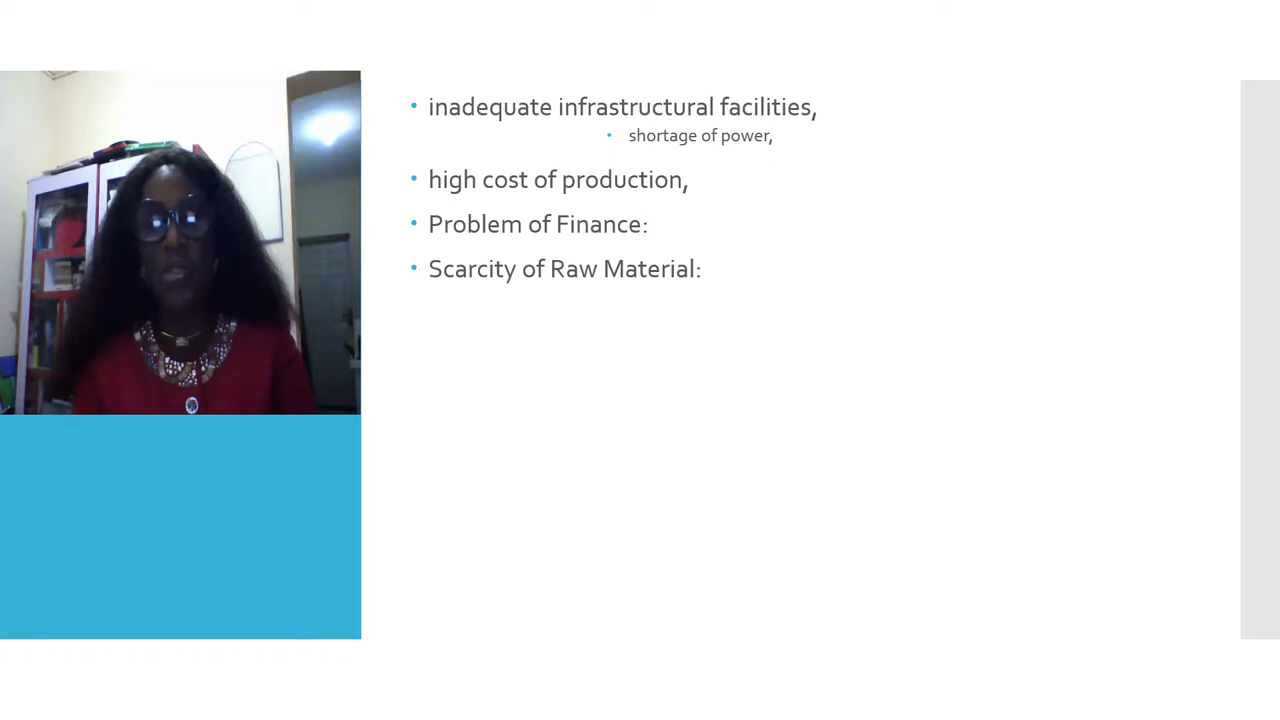 inadequate infrastructural facilities,
shortage of power,
high cost of production,
Problem of Finance:
Scarcity of Raw Material: